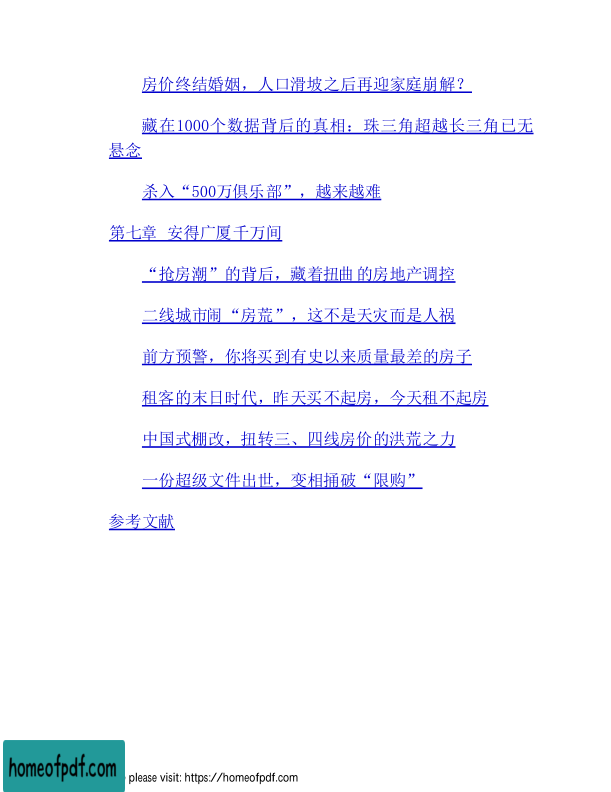 房价终结婚姻，人口滑坡之后再迎家庭崩解？
藏在1000个数据背后的真相：珠三角超越长三角已无
悬念
杀入“500万俱乐部”，越来越难
第七章 安得广厦千万间
“抢房潮”的背后，藏着扭曲的房地产调控
二线城市闹“房荒”，这不是天灾而是人祸
前方预警，你将买到有史以来质量最差的房子
租客的末日时代，昨天买不起房，今天租不起房
中国式棚改，扭转三、四线房价的洪荒之力
一份超级文件出世，变相捅破“限购”
参考文献
homeofpdf.com
please visit: https://homeofpdf.com